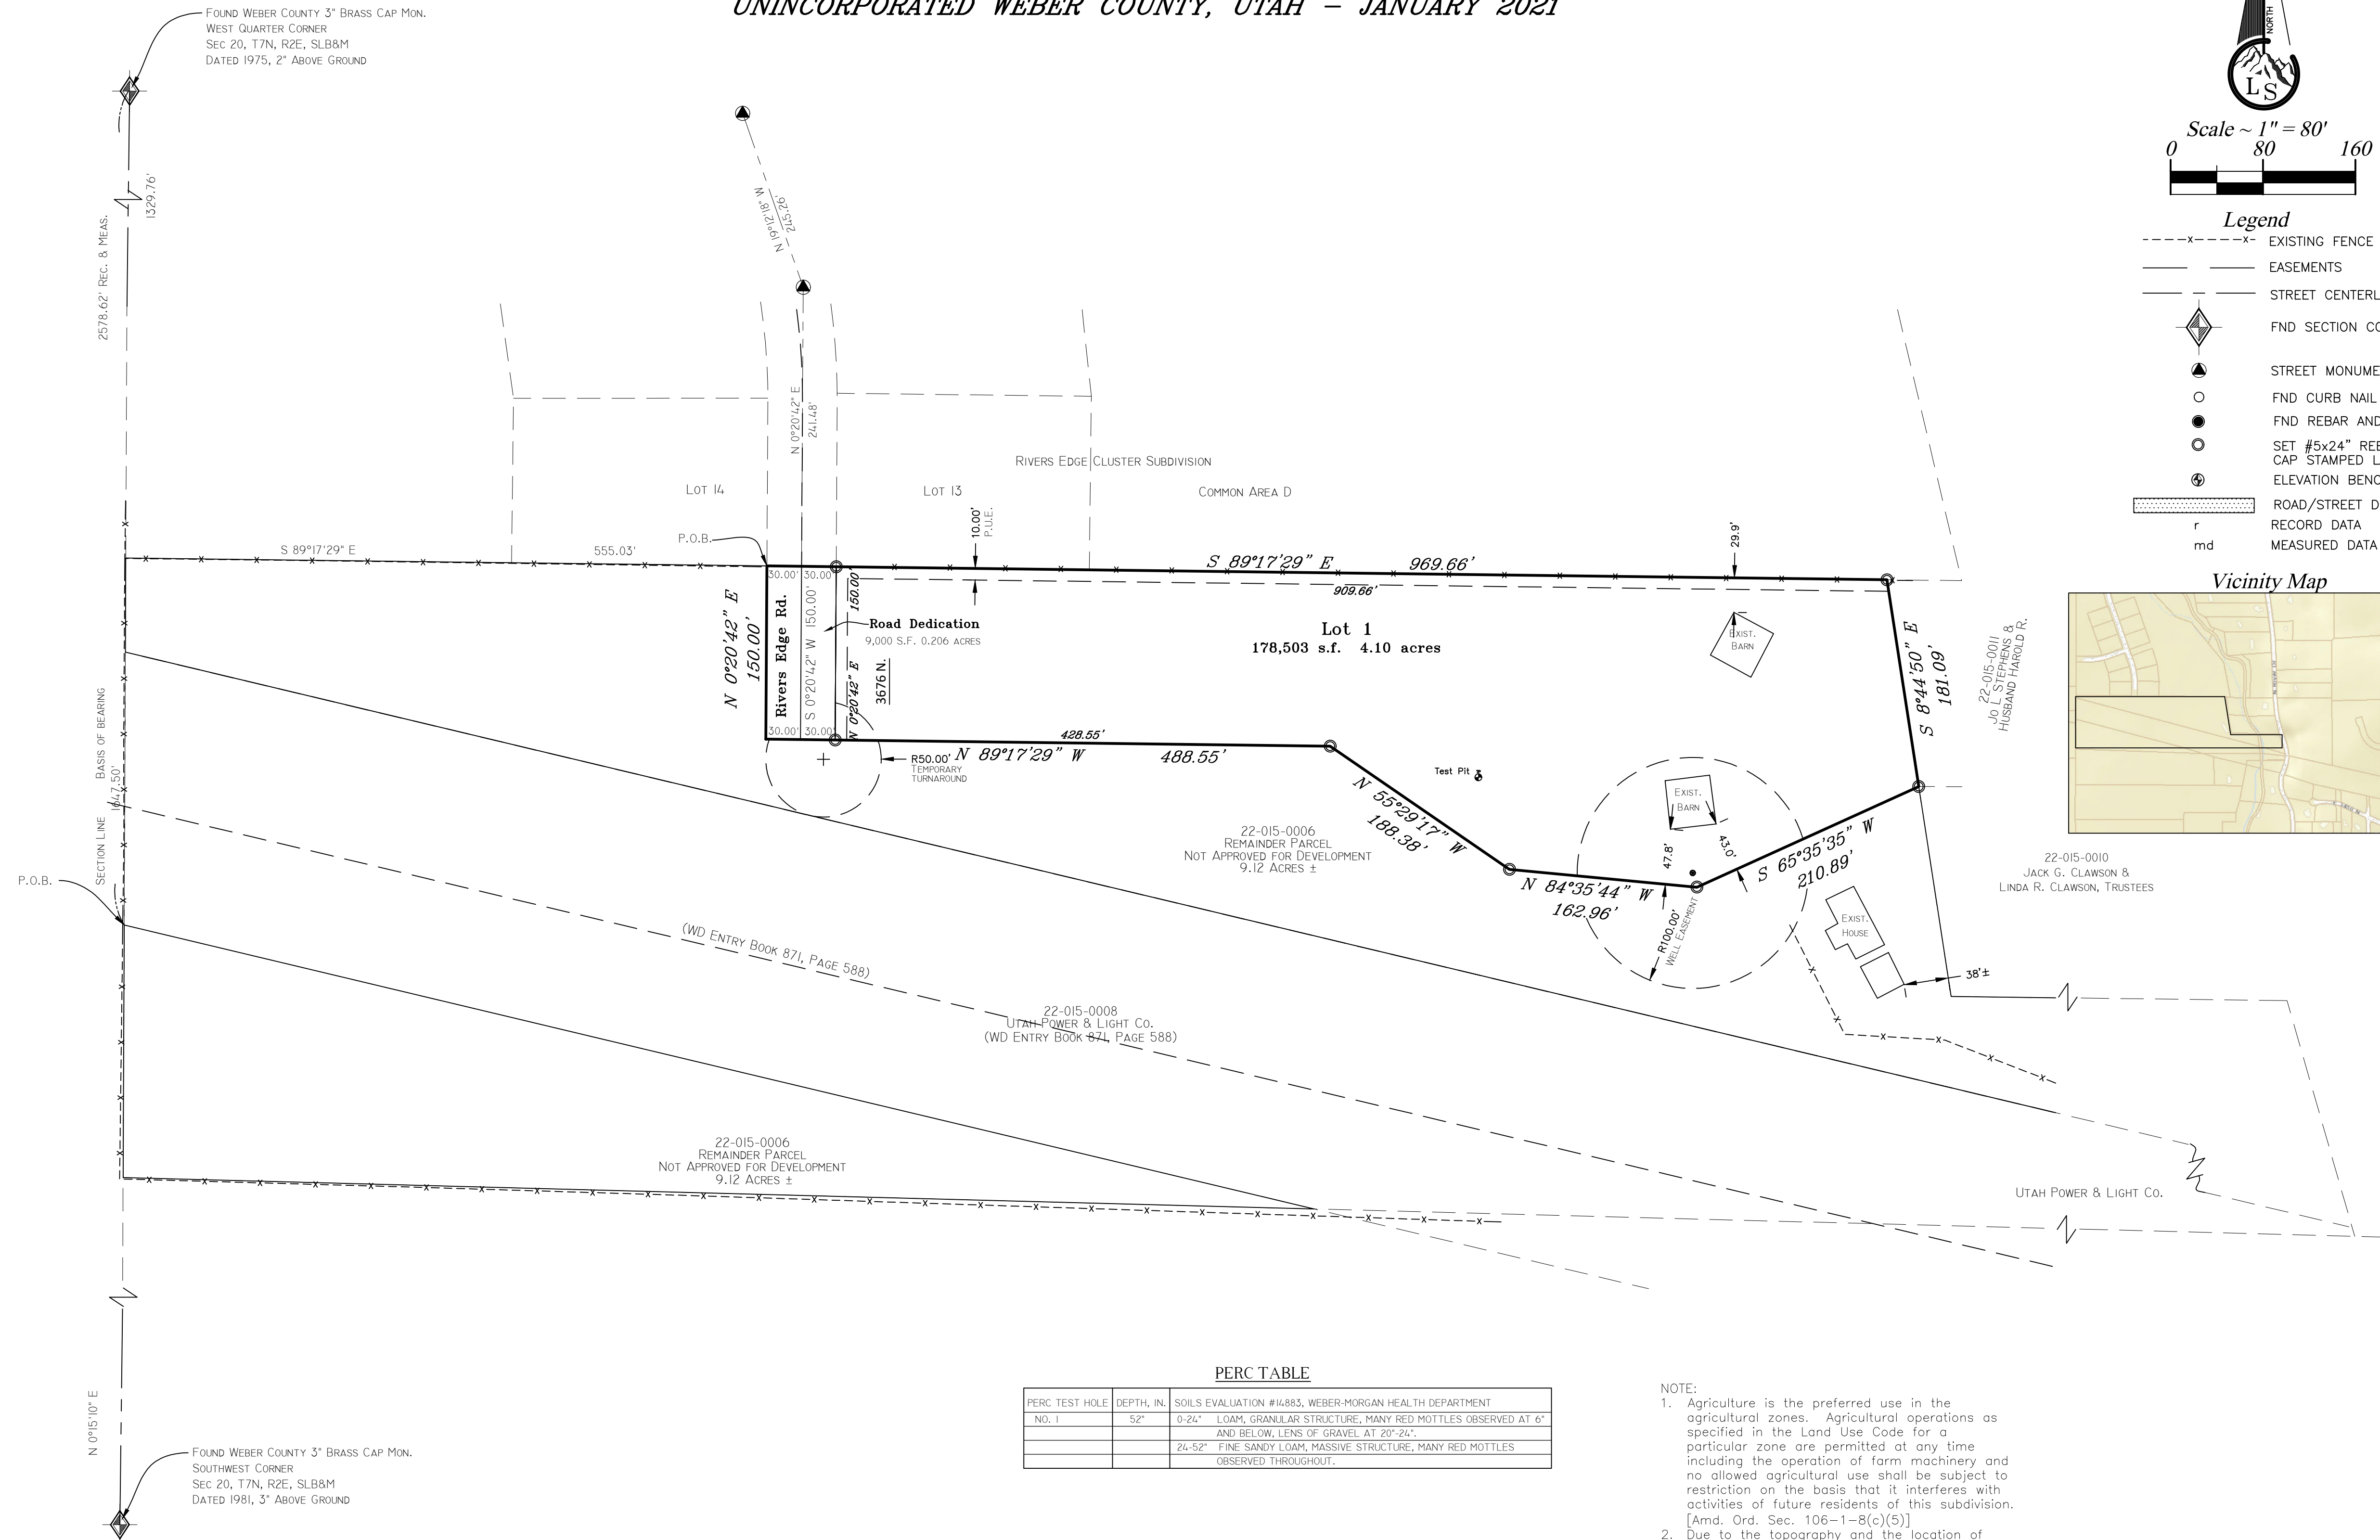 UNINCORPORATED WEBER COUNTY, UTAH – JANUARY 2021
FOUND WEBER COUNTY 3" BRASS CAP MON.
WEST QUARTER CORNER
SEC 20, T7N, R2E, SLB&M
DATED 1975, 2" ABOVE GROUND
NORTH
LS
Scale ~ 1" = 80'
0 80 160
Legend
EXISTING FENCE
EASEMENTS
STREET CENTERL
FND SECTION CO
STREET MONUME
FND CURB NAIL
FND REBAR AND
SET #5x24" REB
CAP STAMPED L
ELEVATION BENC
ROAD/STREET D
r RECORD DATA
md MEASURED DATA
Vicinity Map
1329.76'
2578.62' REC. & MEAS.
N 19°12'18" W
245.26'
N 0°20'42" E
241.48'
RIVERS EDGE CLUSTER SUBDIVISION
LOT 14
LOT 13
COMMON AREA D
10.00'
P.U.E.
29.9'
P.O.B.
S 89°17'29" E 555.03'
S 89°17'29" E 969.66'
909.66'
30.00' 30.00'
150.00'
N 0°20'42" E
150.00'
Rivers Edge Rd.
S 0°20'42" W 150.00'
Road Dedication
9,000 S.F. 0.206 ACRES
N 0°20'42" E
3676 N.
30.00' 30.00'
Lot 1
178,503 s.f. 4.10 acres
EXIST.
BARN
S 8°44'50" E
181.09'
22-015-0011
JO L STEPHENS &
HUSBAND HAROLD R.
428.55'
N 89°17'29" W 488.55'
R50.00'
TEMPORARY
TURNAROUND
BASIS OF BEARING
1647.50'
SECTION LINE
P.O.B.
Test Pit
N 55°29'17" W
188.38'
22-015-0006
REMAINDER PARCEL
NOT APPROVED FOR DEVELOPMENT
9.12 ACRES ±
EXIST.
BARN
47.8'
43.0'
N 84°35'44" W
162.96'
S 65°35'35" W
210.89'
R100.00'
WELL EASEMENT
EXIST.
HOUSE
38'±
22-015-0010
JACK G. CLAWSON &
LINDA R. CLAWSON, TRUSTEES
(WD ENTRY BOOK 871, PAGE 588)
22-015-0008
UTAH POWER & LIGHT CO.
(WD ENTRY BOOK 871, PAGE 588)
22-015-0006
REMAINDER PARCEL
NOT APPROVED FOR DEVELOPMENT
9.12 ACRES ±
UTAH POWER & LIGHT CO.
N 0°15'10" E
FOUND WEBER COUNTY 3" BRASS CAP MON.
SOUTHWEST CORNER
SEC 20, T7N, R2E, SLB&M
DATED 1981, 3" ABOVE GROUND
PERC TABLE
PERC TEST HOLE DEPTH, IN. SOILS EVALUATION #14883, WEBER-MORGAN HEALTH DEPARTMENT
NO. 1 52" 0-24" LOAM, GRANULAR STRUCTURE, MANY RED MOTTLES OBSERVED AT 6"
AND BELOW, LENS OF GRAVEL AT 20"-24".
24-52" FINE SANDY LOAM, MASSIVE STRUCTURE, MANY RED MOTTLES
OBSERVED THROUGHOUT.
NOTE:
1. Agriculture is the preferred use in the
agricultural zones. Agricultural operations as
specified in the Land Use Code for a
particular zone are permitted at any time
including the operation of farm machinery and
no allowed agricultural use shall be subject to
restriction on the basis that it interferes with
activities of future residents of this subdivision.
[Amd. Ord. Sec. 106-1-8(c)(5)]
2. Due to the topography and the location of